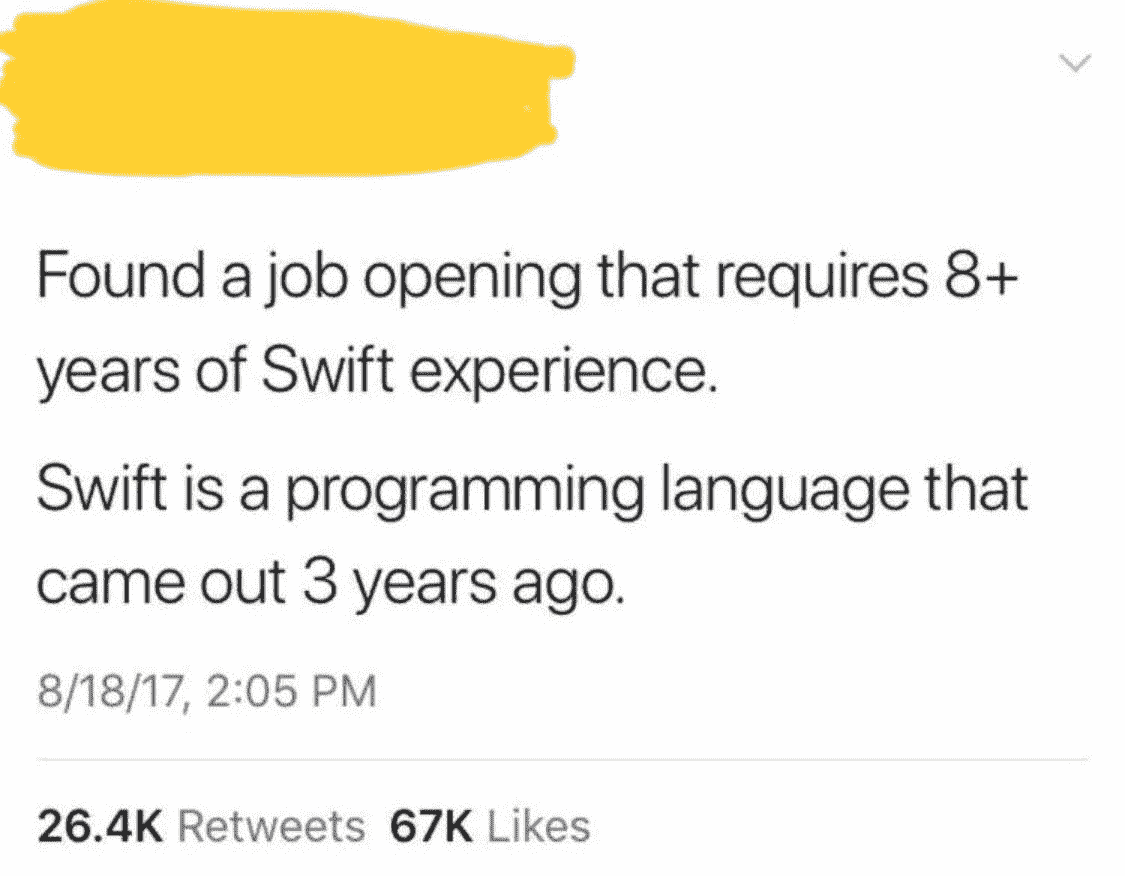 Found a job opening that requires 8+
years of Swift experience.
Swift is a programming language that
came out 3 years ago.
8/18/17, 2:05 PM
26.4K Retweets 67K Likes